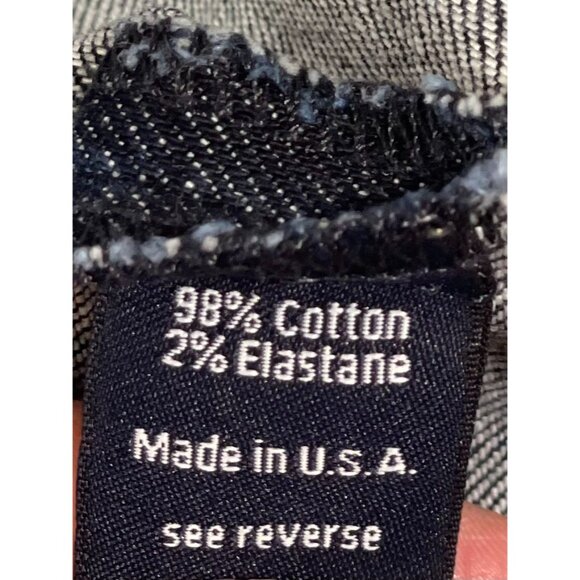 98% Cotton
2% Elastane
Made in U.S.A.
see reverse